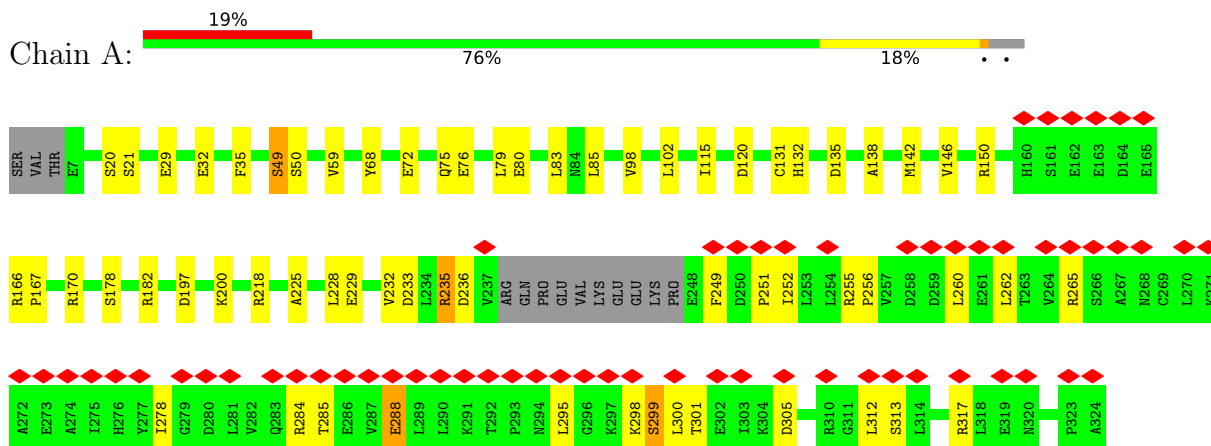 19%
Chain A:
76% 18% . .
SER VAL THR E7 S20 S21 E29 E32 F35 S49 S50 V59 Y68 E72 Q75 E76 L79 E80 L83 N84 L85 V98 L102 I115 D120 C131 H132 D135 A138 M142 V146 R150 H160 S161 E162 E163 D164 E165
R166 P167 R170 S178 R182 D197 K200 R218 A225 L228 E229 V232 D233 L234 R235 D236 V237 ARG GLN PRO GLU VAL LYS GLU GLU LYS PRO E248 F249 D250 P251 I252 L253 L254 R255 P256 V257 D258 D259 L260 E261 L262 T263 V264 R265 S266 A267 N268 C269 L270 K271
A272 E273 A274 I275 H276 Y277 I278 G279 D280 L281 V282 Q283 R284 T285 E286 V287 E288 L289 L290 K291 T292 P293 N294 L295 G296 K297 K298 S299 L300 T301 E302 I303 K304 D305 R310 G311 L312 S313 L314 R317 L318 E319 N320 P323 A324